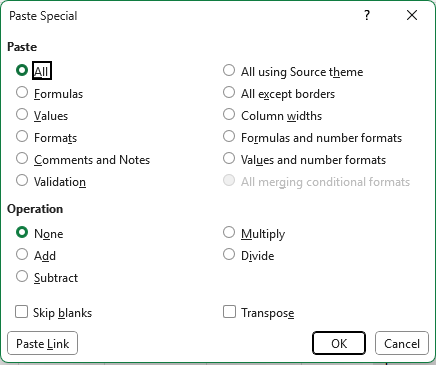 Paste Special ?
Paste
All All using Source theme
Formulas All except borders
Values Column widths
Formats Formulas and number formats
Comments and Notes Values and number formats
Validation All merging conditional formats
Operation
None Multiply
Add Divide
Subtract
Skip blanks Transpose
Paste Link OK Cancel